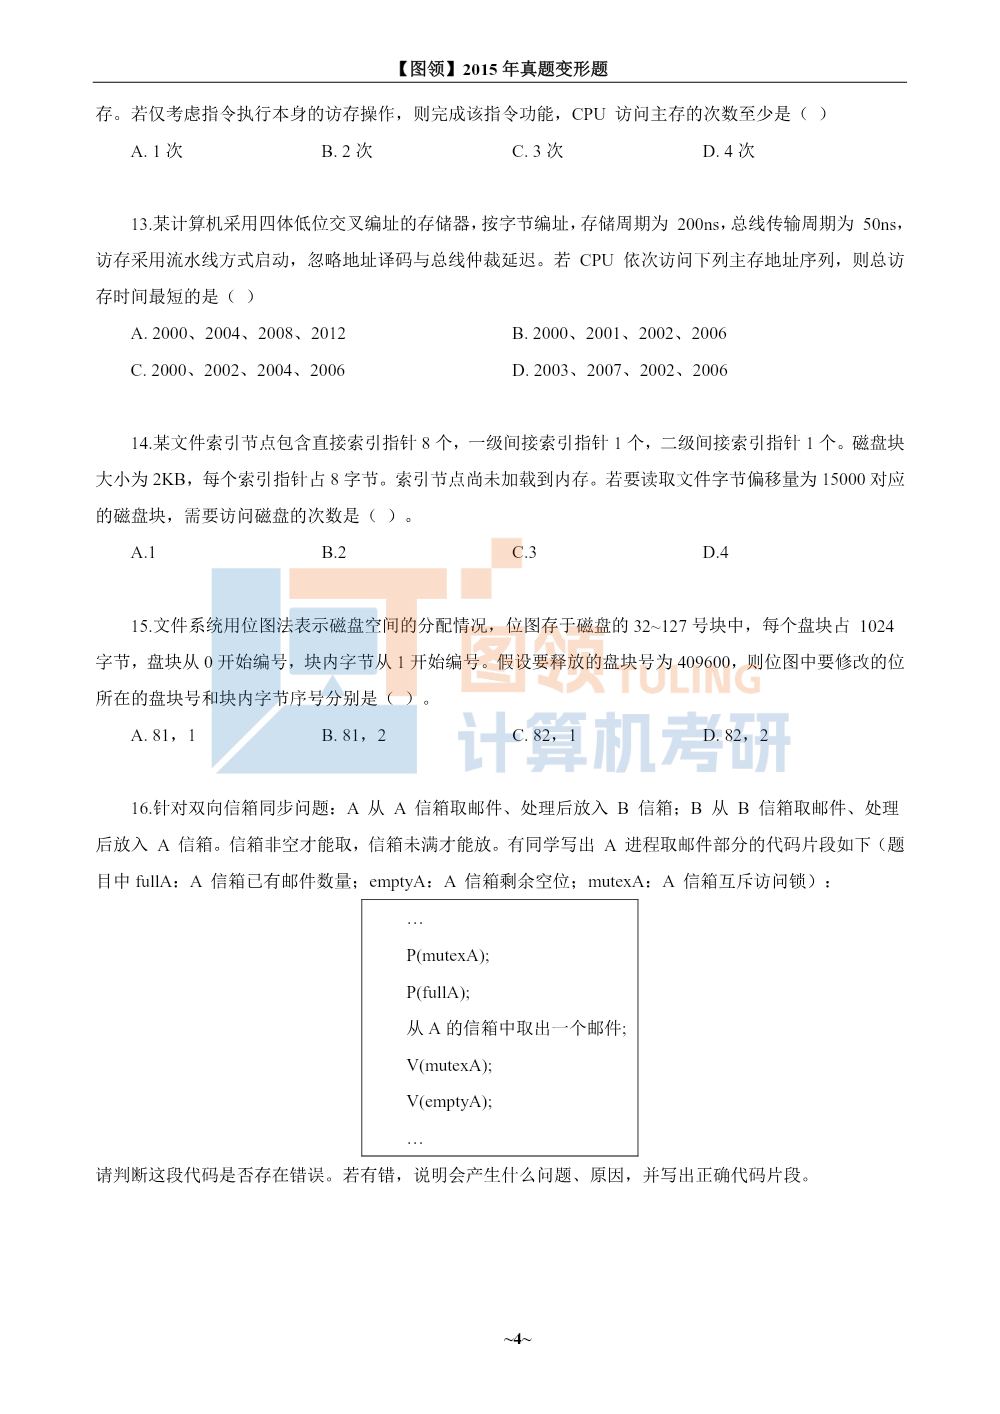 【图领】2015 年真题变形题
存。若仅考虑指令执行本身的访存操作，则完成该指令功能，CPU 访问主存的次数至少是（ ）
A. 1 次 B. 2 次 C. 3 次 D. 4 次
13.某计算机采用四体低位交叉编址的存储器，按字节编址，存储周期为 200ns，总线传输周期为 50ns，
访存采用流水线方式启动，忽略地址译码与总线仲裁延迟。若 CPU 依次访问下列主存地址序列，则总访
存时间最短的是（ ）
A. 2000、2004、2008、2012 B. 2000、2001、2002、2006
C. 2000、2002、2004、2006 D. 2003、2007、2002、2006
14.某文件索引节点包含直接索引指针 8 个，一级间接索引指针 1 个，二级间接索引指针 1 个。磁盘块
大小为 2KB，每个索引指针占 8 字节。索引节点尚未加载到内存。若要读取文件字节偏移量为 15000 对应
的磁盘块，需要访问磁盘的次数是（ ）。
A.1 B.2 C.3 D.4
15.文件系统用位图法表示磁盘空间的分配情况，位图存于磁盘的 32~127 号块中，每个盘块占 1024
字节，盘块从 0 开始编号，块内字节从 1 开始编号。假设要释放的盘块号为 409600，则位图中要修改的位
所在的盘块号和块内字节序号分别是（ ）。
A. 81，1 B. 81，2 C. 82，1 D. 82，2
图领 TULING
计算机考研
16.针对双向信箱同步问题：A 从 A 信箱取邮件、处理后放入 B 信箱；B 从 B 信箱取邮件、处理
后放入 A 信箱。信箱非空才能取，信箱未满才能放。有同学写出 A 进程取邮件部分的代码片段如下（题
目中 fullA：A 信箱已有邮件数量；emptyA：A 信箱剩余空位；mutexA：A 信箱互斥访问锁）：
…
P(mutexA);
P(fullA);
从 A 的信箱中取出一个邮件;
V(mutexA);
V(emptyA);
…
请判断这段代码是否存在错误。若有错，说明会产生什么问题、原因，并写出正确代码片段。
~4~